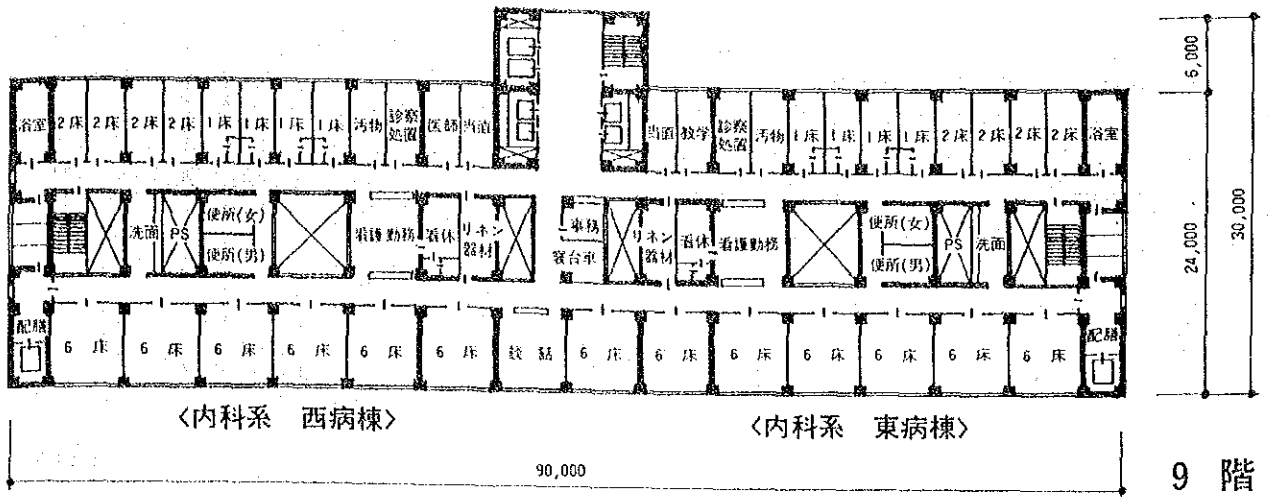 浴室 2床 2床 2床 2床 1床 1床 1床 1床 汚物 診察処置 医師 当直
当直 教学 診察処置 汚物 1床 1床 1床 1床 2床 2床 2床 2床 浴室
洗面 PS 便所(女) 看護勤務 看休 リネン器材 車椅 リネン器材 看休 看護勤務 便所(女) PS 洗面
便所(男) 寝台車 便所(男)
配膳 6床 6床 6床 6床 6床 6床 談話 6床 6床 6床 6床 6床 6床 6床 配膳
〈内科系 西病棟〉 〈内科系 東病棟〉
90,000
6,000
24,000
30,000
9 階